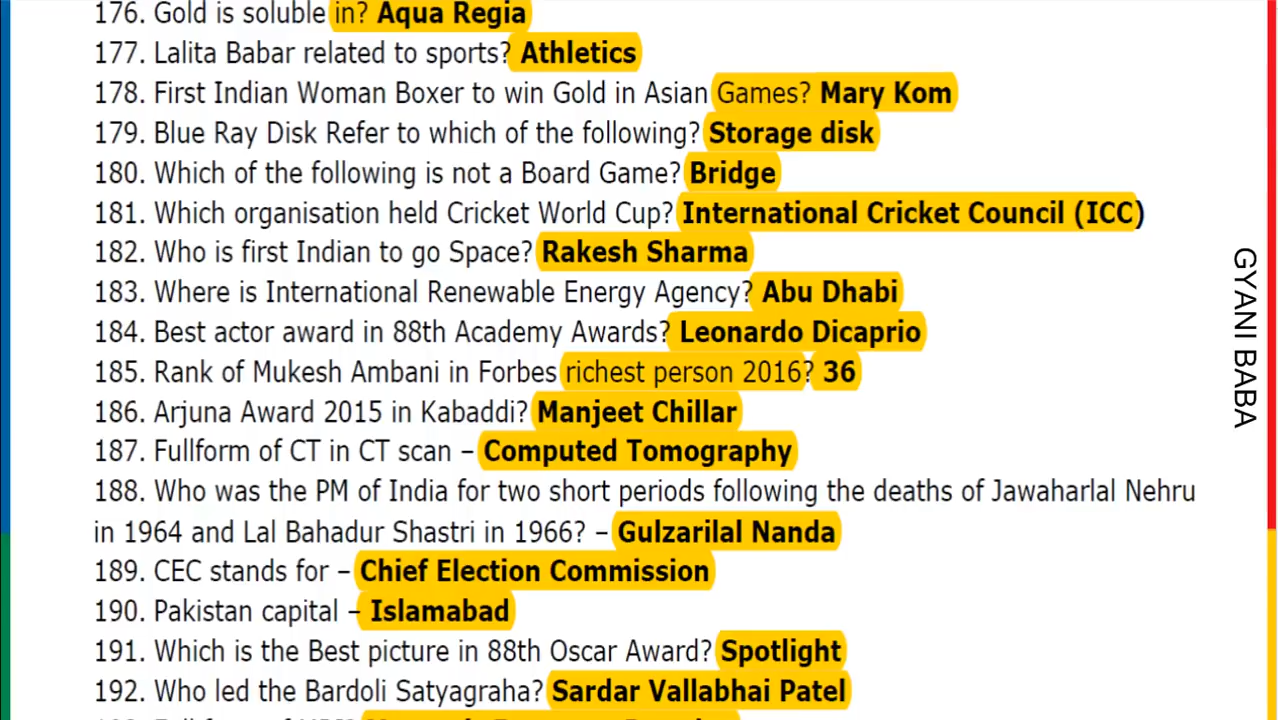 176. Gold is soluble in? Aqua Regia
177. Lalita Babar related to sports? Athletics
178. First Indian Woman Boxer to win Gold in Asian Games? Mary Kom
179. Blue Ray Disk Refer to which of the following? Storage disk
180. Which of the following is not a Board Game? Bridge
181. Which organisation held Cricket World Cup? International Cricket Council (ICC)
182. Who is first Indian to go Space? Rakesh Sharma
183. Where is International Renewable Energy Agency? Abu Dhabi
184. Best actor award in 88th Academy Awards? Leonardo Dicaprio
185. Rank of Mukesh Ambani in Forbes richest person 2016? 36
186. Arjuna Award 2015 in Kabaddi? Manjeet Chillar
187. Fullform of CT in CT scan – Computed Tomography
188. Who was the PM of India for two short periods following the deaths of Jawaharlal Nehru
in 1964 and Lal Bahadur Shastri in 1966? – Gulzarilal Nanda
189. CEC stands for – Chief Election Commission
190. Pakistan capital – Islamabad
191. Which is the Best picture in 88th Oscar Award? Spotlight
192. Who led the Bardoli Satyagraha? Sardar Vallabhai Patel
GYANI BABA